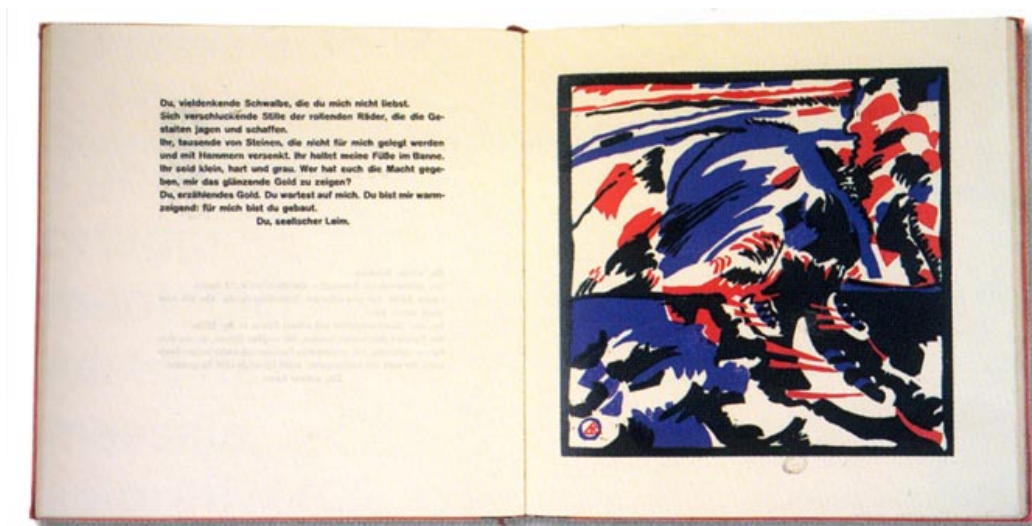 Du, vieldenkende Schwalbe, die du mich nicht liebst.
Sich verschluckende Stille der rollenden Räder, die die Ge-
stalten jagen und schaffen.
Ihr, tausende von Steinen, die nicht für mich gelegt werden
und mit Hammern versenkt. Ihr haltet meine Füße im Banne.
Ihr seid klein, hart und grau. Wer hat euch die Macht gege-
ben, mir das glänzende Gold zu zeigen?
Du, erzählendes Gold. Du wartest auf mich. Du bist mir warm-
zeigend: für mich bist du gebaut.
Du, seelischer Leim.